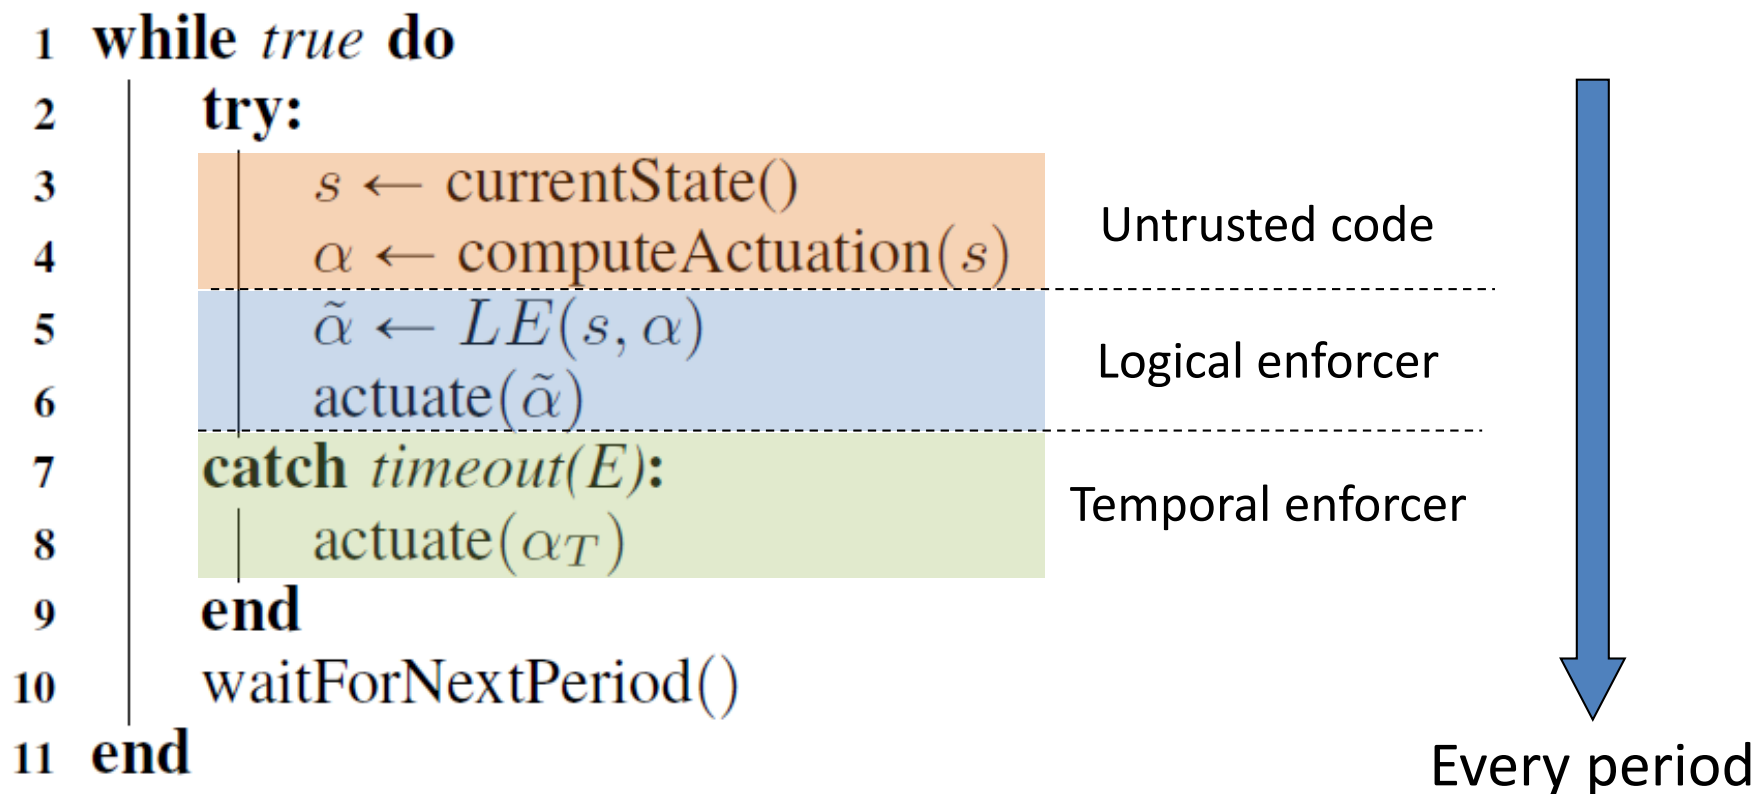 1 while true do
2 try:
3 s ← currentState()
4 α ← computeActuation(s)
Untrusted code
5 α̃ ← LE(s, α)
6 actuate(α̃)
Logical enforcer
7 catch timeout(E):
8 actuate(α_T)
Temporal enforcer
9 end
10 waitForNextPeriod()
11 end
Every period